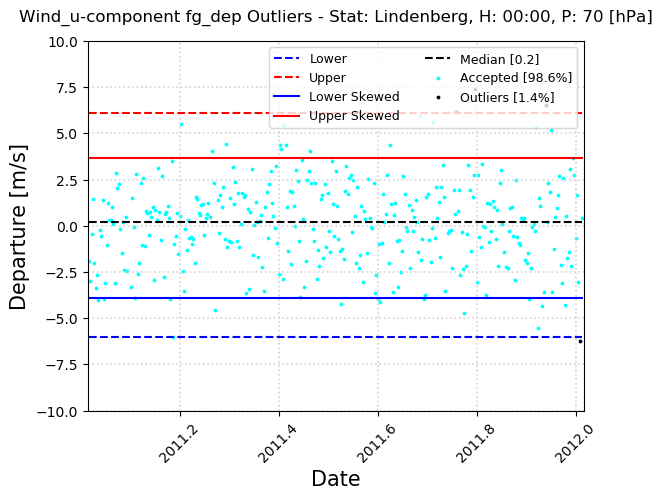 Wind_u-component fg_dep Outliers - Stat: Lindenberg, H: 00:00, P: 70 [hPa]
10.0
7.5
5.0
2.5
0.0
−2.5
−5.0
−7.5
−10.0
Departure [m/s]
Lower
Upper
Lower Skewed
Upper Skewed
Median [0.2]
Accepted [98.6%]
Outliers [1.4%]
2011.2
2011.4
2011.6
2011.8
2012.0
Date